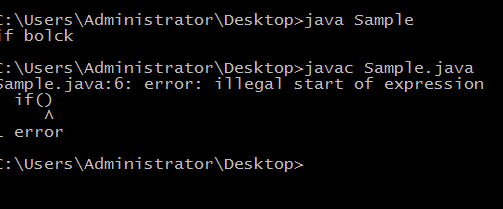 C:\Users\Administrator\Desktop>java Sample
if bolck
C:\Users\Administrator\Desktop>javac Sample.java
Sample.java:6: error: illegal start of expression
if()
^
1 error
C:\Users\Administrator\Desktop>